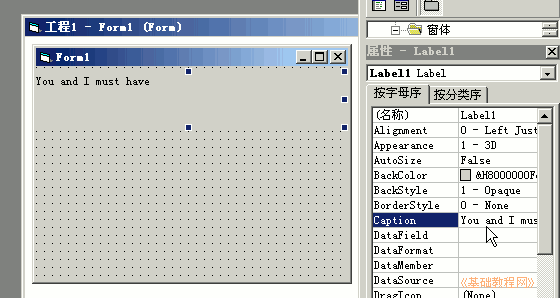 工程1 - Form1 (Form)
Form1
You and I must have
窗体
属性 - Label1
Label1 Label
按字母序 按分类序
(名称) Label1
Alignment 0 - Left Just
Appearance 1 - 3D
AutoSize False
BackColor &H8000000F&
BackStyle 1 - Opaque
BorderStyle 0 - None
Caption You and I mus
DataField
DataFormat
DataMember
DataSource
《基础教程网》
DragIcon (None)